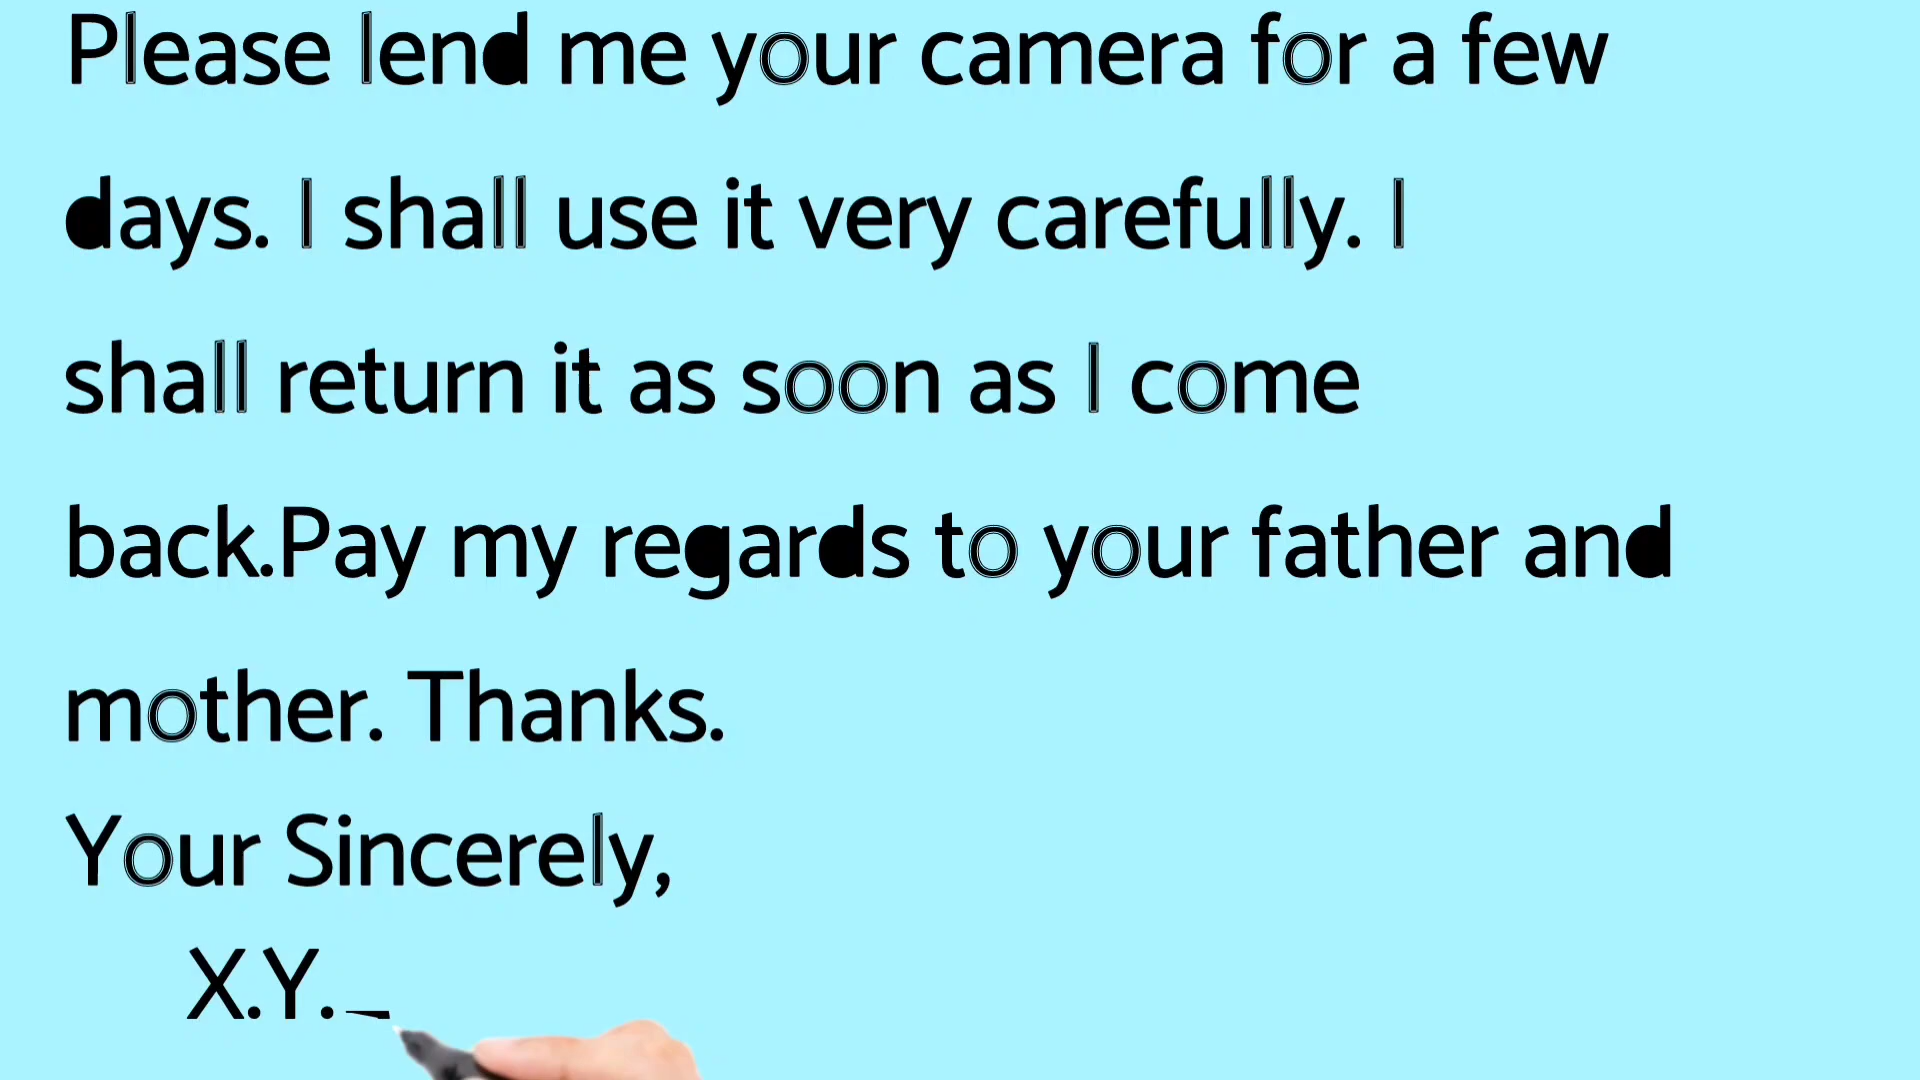 Please lend me your camera for a few
days. I shall use it very carefully. I
shall return it as soon as I come
back.Pay my regards to your father and
mother. Thanks.
Your Sincerely,
X.Y.